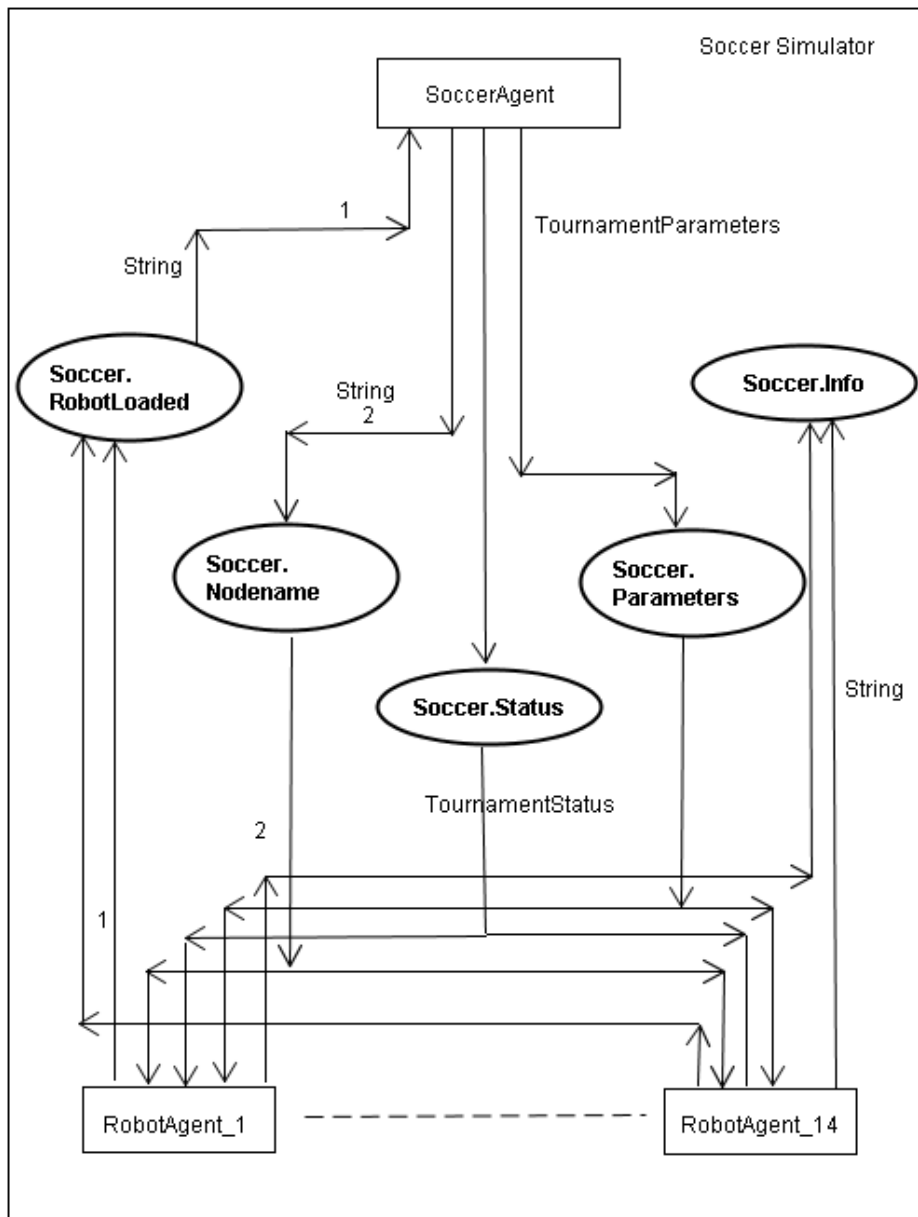 Soccer Simulator
SoccerAgent
1
TournamentParameters
String
Soccer.
RobotLoaded
Soccer.Info
String
2
Soccer.
Nodename
Soccer.
Parameters
Soccer.Status
String
TournamentStatus
2
1
RobotAgent_1
RobotAgent_14